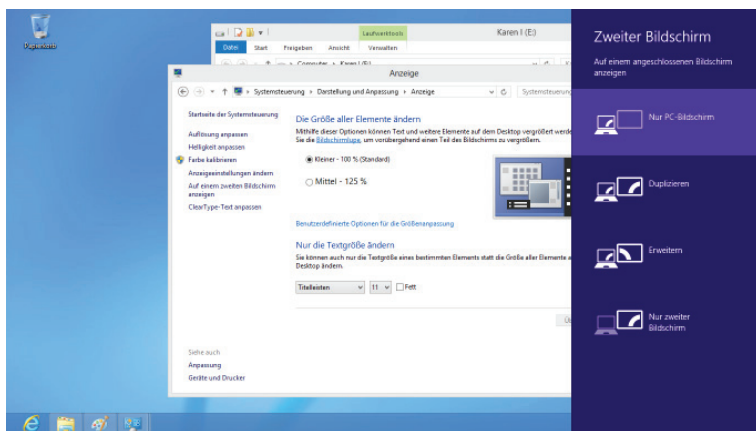 Papierkorb
Laufwerktools
Karen I (E:)
Datei Start Freigeben Ansicht Verwalten
Computer Karen I (E:)
Anzeige
Systemsteuerung Darstellung und Anpassung Anzeige
Systemsteuerung
Startseite der Systemsteuerung
Auflösung anpassen
Helligkeit anpassen
Farbe kalibrieren
Anzeigeeinstellungen ändern
Auf einem zweiten Bildschirm
anzeigen
ClearType-Text anpassen
Siehe auch
Anpassung
Geräte und Drucker
Die Größe aller Elemente ändern
Mithilfe dieser Optionen können Text und weitere Elemente auf dem Desktop vergrößert werde
Sie die Bildschirmlupe, um vorübergehend einen Teil des Bildschirms zu vergrößern.
Kleiner - 100 % (Standard)
Mittel - 125 %
Benutzerdefinierte Optionen für die Größenanpassung
Nur die Textgröße ändern
Sie können auch nur die Textgröße eines bestimmten Elements statt die Größe aller Elemente a
Desktop ändern.
Titelleisten 11 Fett
Zweiter Bildschirm
Auf einem angeschlossenen Bildschirm
anzeigen
Nur PC-Bildschirm
Duplizieren
Erweitern
Nur zweiter
Bildschirm